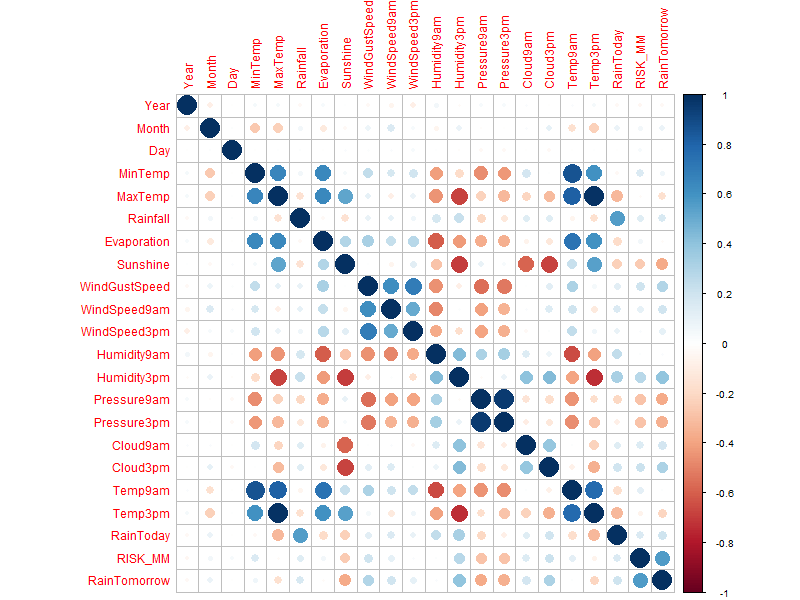 Year
Month
Day
MinTemp
MaxTemp
Rainfall
Evaporation
Sunshine
WindGustSpeed
WindSpeed9am
WindSpeed3pm
Humidity9am
Humidity3pm
Pressure9am
Pressure3pm
Cloud9am
Cloud3pm
Temp9am
Temp3pm
RainToday
RISK_MM
RainTomorrow
Year
Month
Day
MinTemp
MaxTemp
Rainfall
Evaporation
Sunshine
WindGustSpeed
WindSpeed9am
WindSpeed3pm
Humidity9am
Humidity3pm
Pressure9am
Pressure3pm
Cloud9am
Cloud3pm
Temp9am
Temp3pm
RainToday
RISK_MM
RainTomorrow
1
0.8
0.6
0.4
0.2
0
-0.2
-0.4
-0.6
-0.8
-1